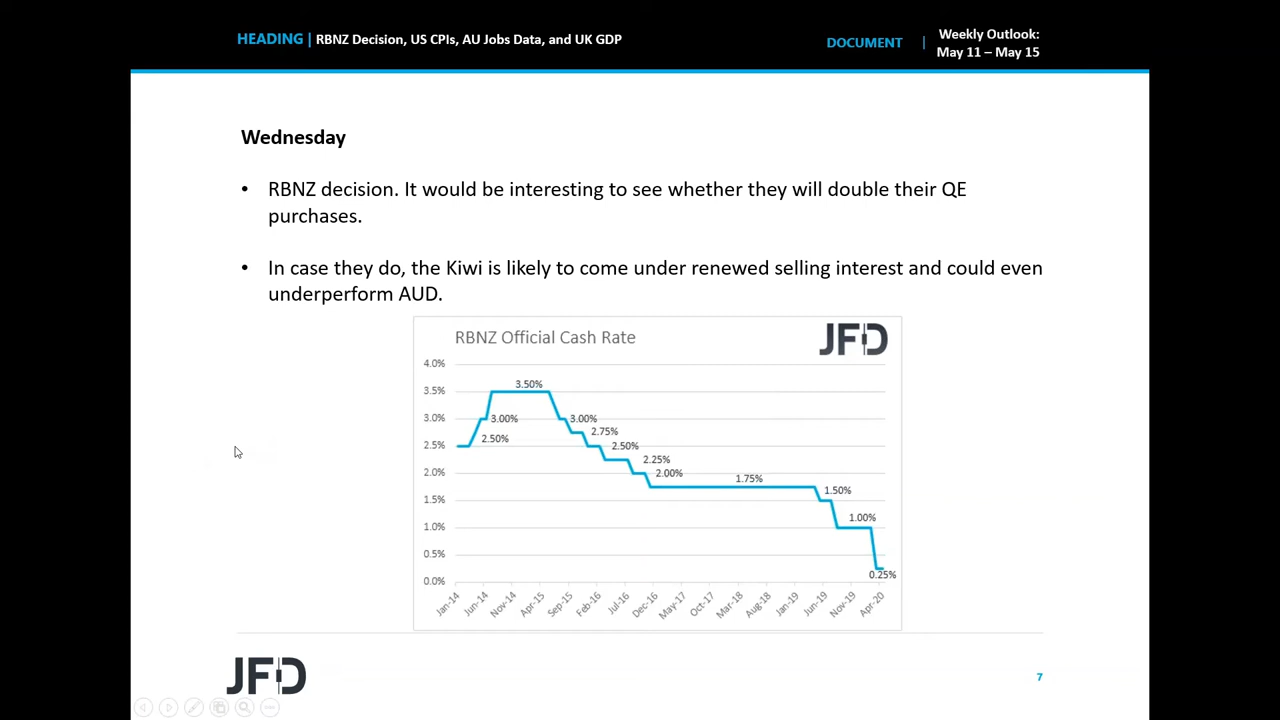 HEADING | RBNZ Decision, US CPIs, AU Jobs Data, and UK GDP
DOCUMENT | Weekly Outlook:
May 11 – May 15
Wednesday
• RBNZ decision. It would be interesting to see whether they will double their QE
purchases.
• In case they do, the Kiwi is likely to come under renewed selling interest and could even
underperform AUD.
RBNZ Official Cash Rate
JFD
4.0%
3.5%
3.0%
2.5%
2.0%
1.5%
1.0%
0.5%
0.0%
3.50%
3.00%
2.50%
3.00%
2.75%
2.50%
2.25%
2.00%
1.75%
1.50%
1.00%
0.25%
Jan-14
Jun-14
Nov-14
Apr-15
Sep-15
Feb-16
Jul-16
Dec-16
May-17
Oct-17
Mar-18
Aug-18
Jan-19
Jun-19
Nov-19
Apr-20
JFD
7